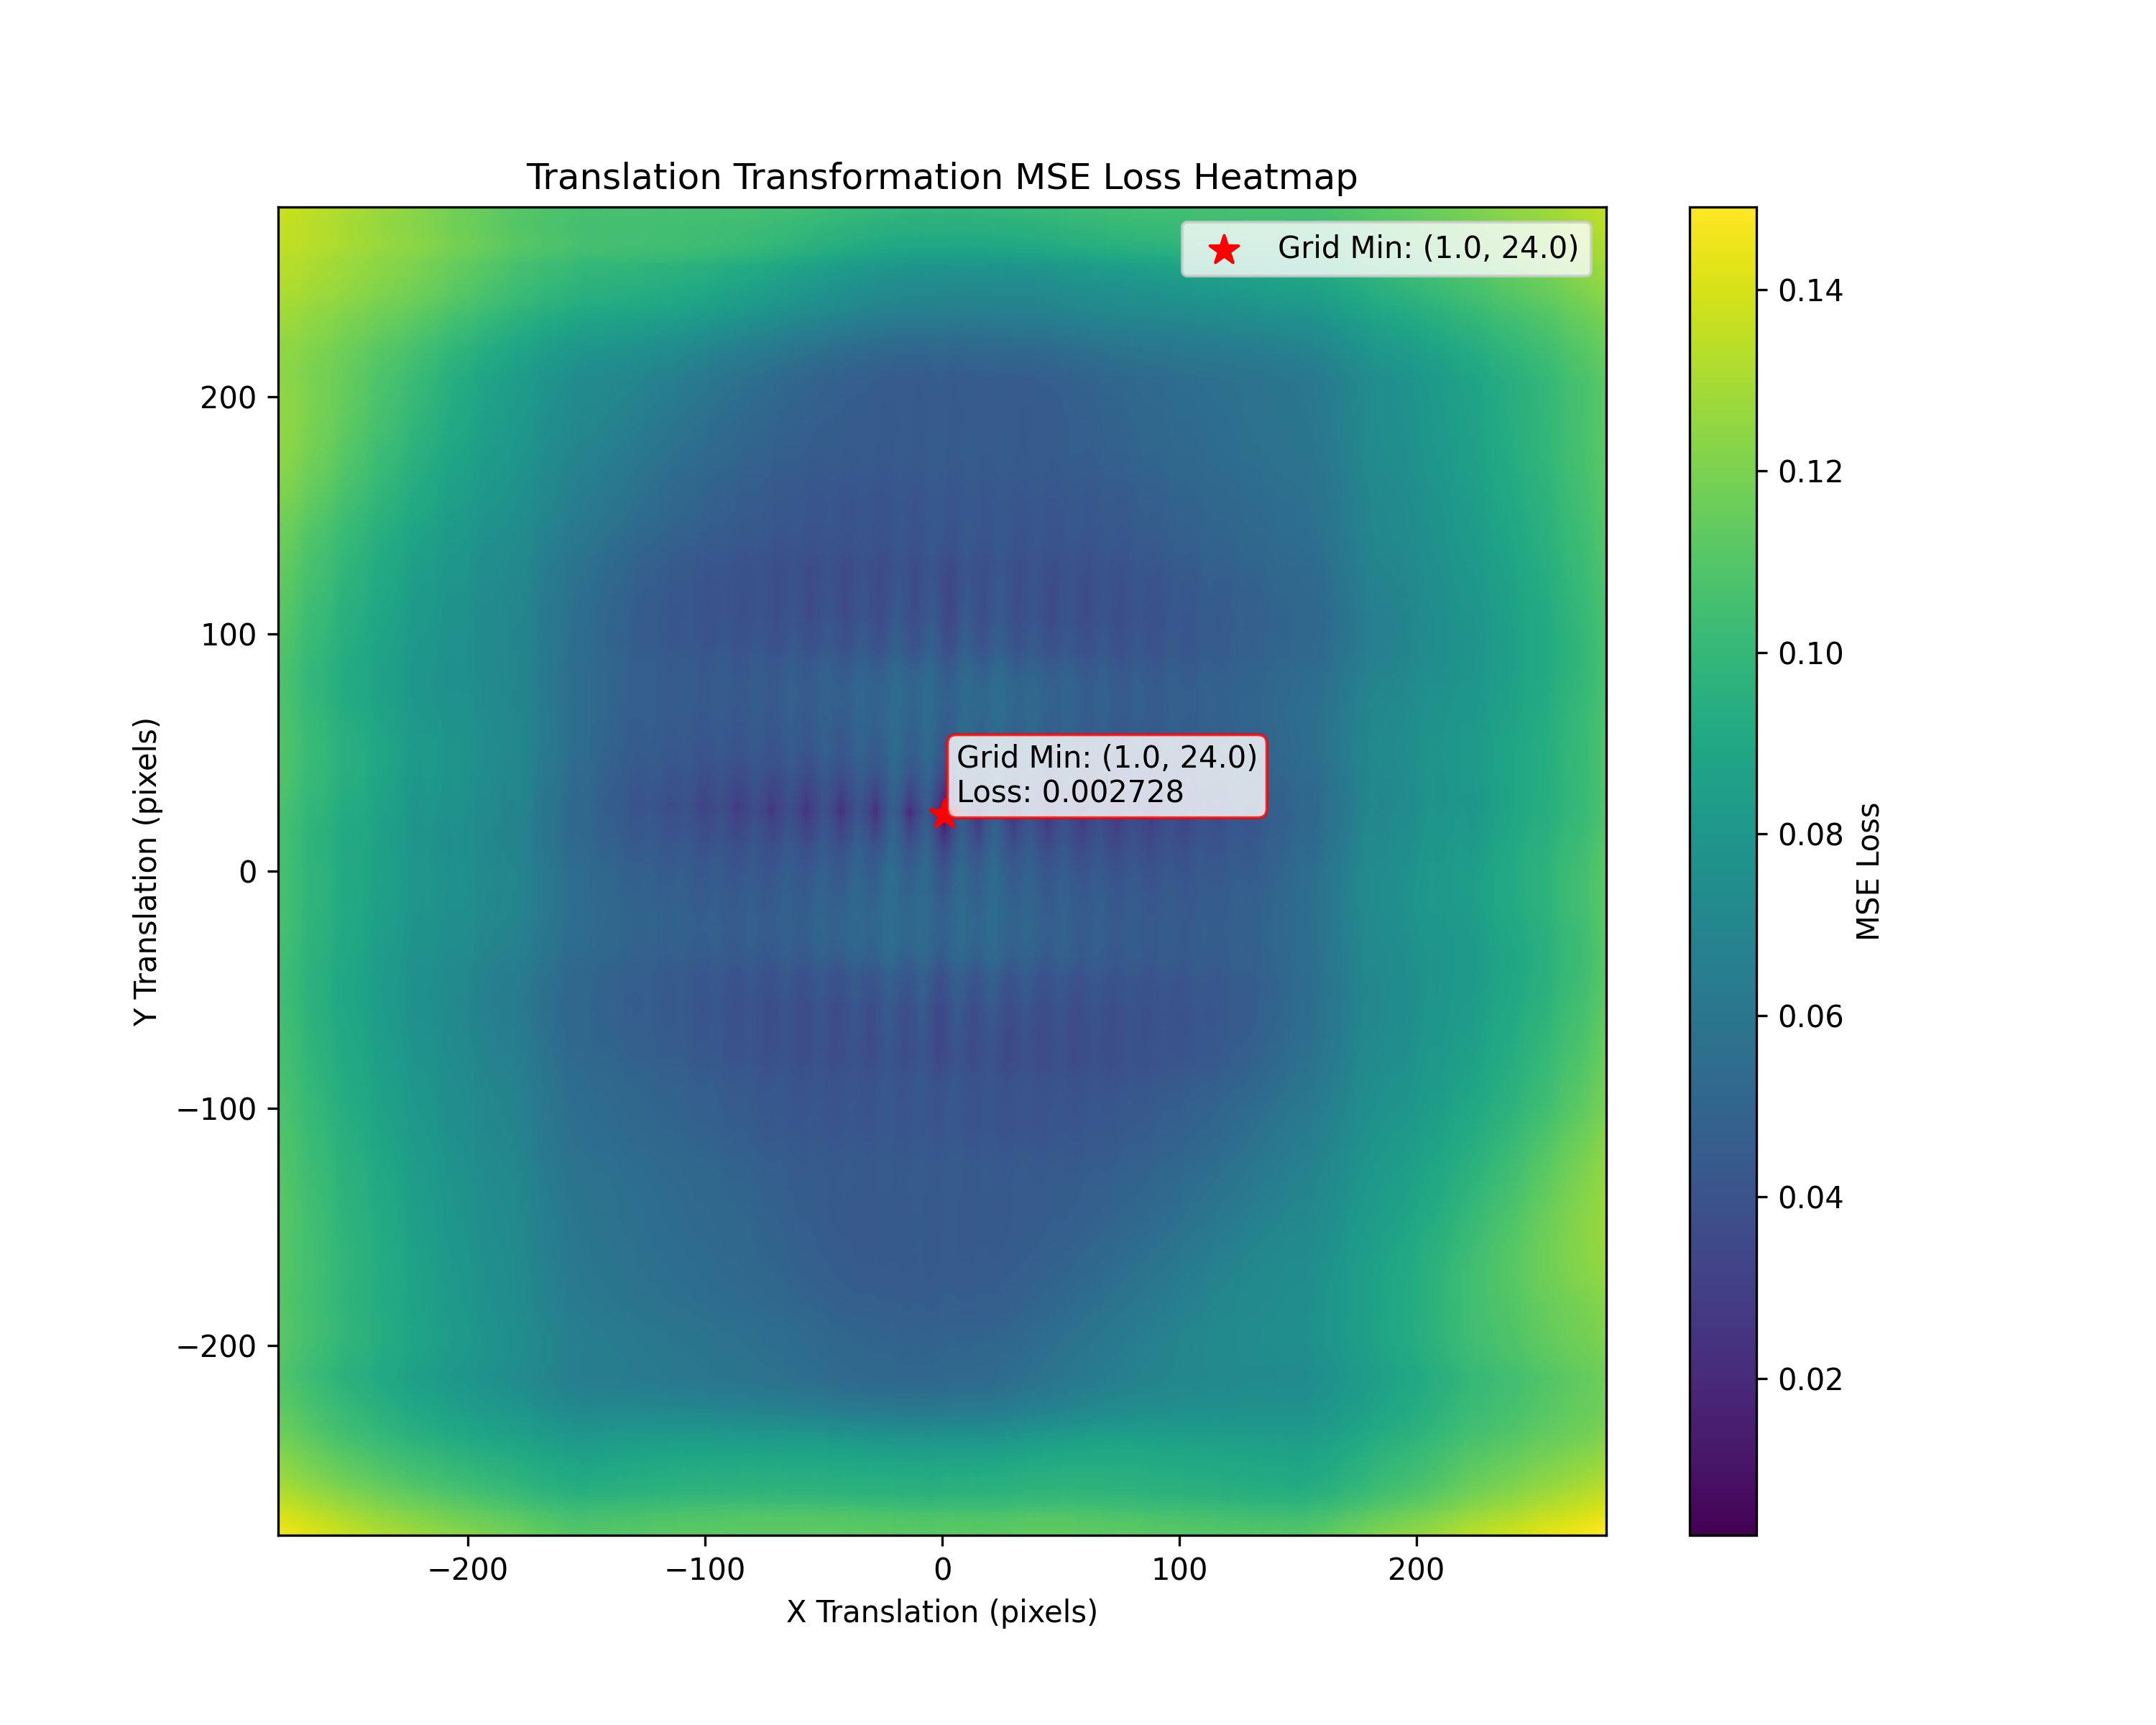 Translation Transformation MSE Loss Heatmap
Grid Min: (1.0, 24.0)
Grid Min: (1.0, 24.0)
Loss: 0.002728
200
100
0
−100
−200
Y Translation (pixels)
−200
−100
0
100
200
X Translation (pixels)
0.14
0.12
0.10
0.08
0.06
0.04
0.02
MSE Loss